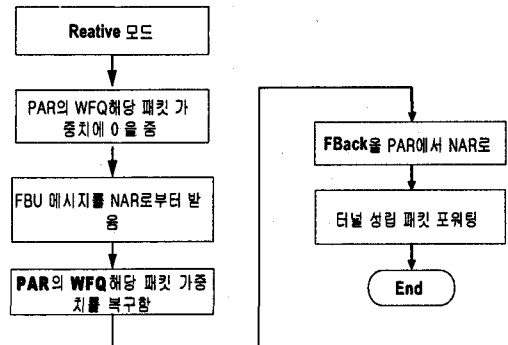 Reative 모드
PAR의 WFQ해당 패킷 가
중치에 0 을 줌
FBU 메시지를 NAR로부터 받
음
PAR의 WFQ해당 패킷 가중
치를 복구함
FBack을 PAR에서 NAR로
터널 성립 패킷 포워팅
End